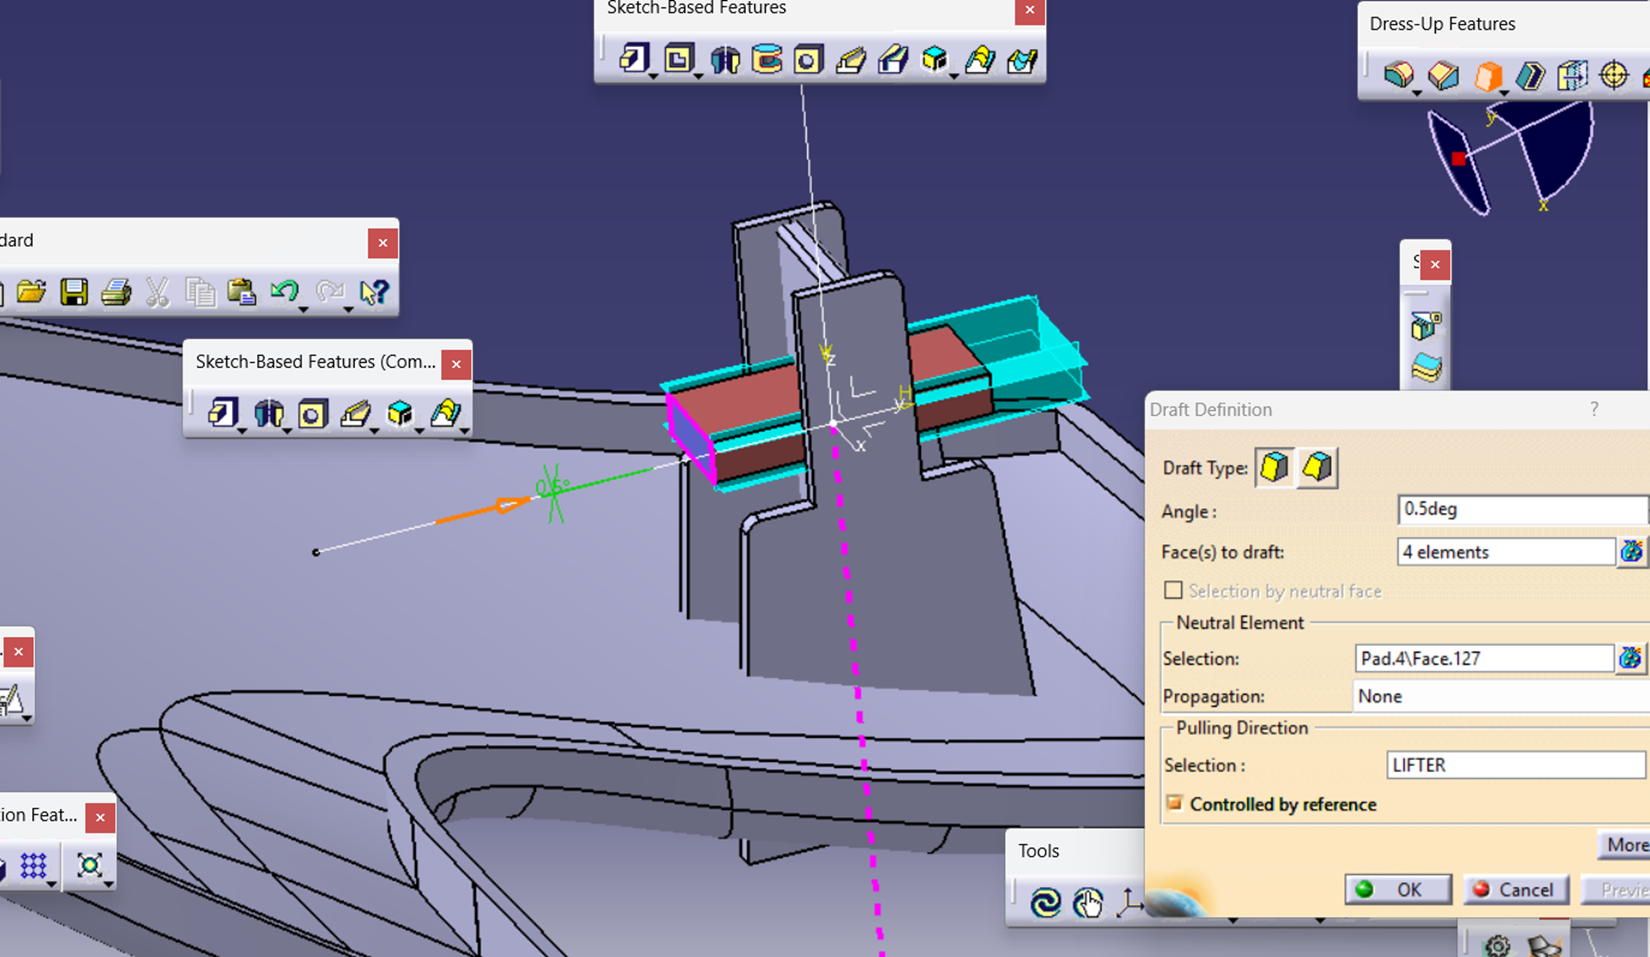 Sketch-Based Features
Dress-Up Features
y
x
dard
Sketch-Based Features (Com...
z
H
y
x
0.5°
Draft Definition
?
Draft Type:
Angle :
0.5deg
Face(s) to draft:
4 elements
Selection by neutral face
Neutral Element
Selection:
Pad.4\Face.127
Propagation:
None
Pulling Direction
Selection :
LIFTER
Controlled by reference
More
OK
Cancel
Previe
ion Feat...
Tools